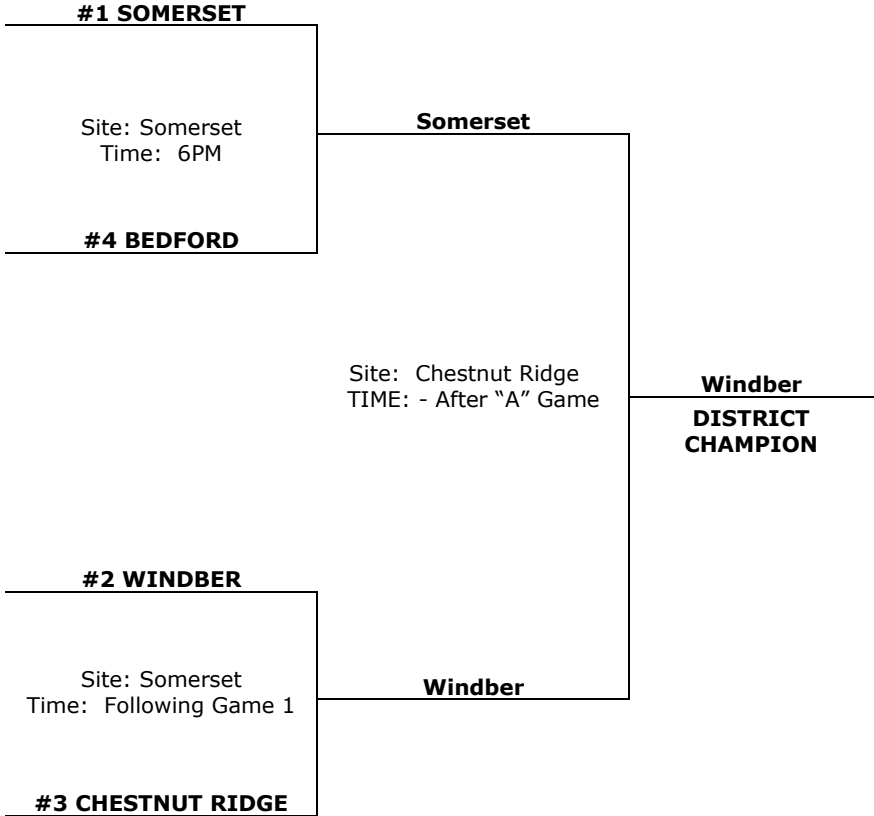 #1 SOMERSET
Site: Somerset
Time: 6PM
Somerset
#4 BEDFORD
Site: Chestnut Ridge
TIME: - After “A” Game
Windber
DISTRICT
CHAMPION
#2 WINDBER
Site: Somerset
Time: Following Game 1
Windber
#3 CHESTNUT RIDGE